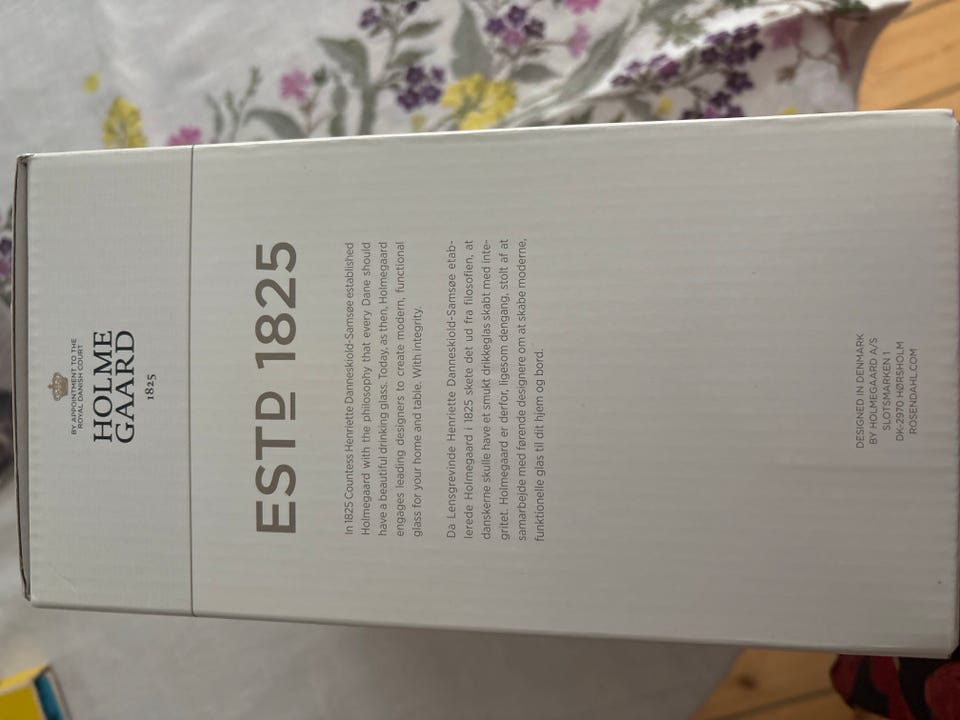 BY APPOINTMENT TO THE
ROYAL DANISH COURT
HOLME
GAARD
1825
ESTD 1825
In 1825 Countess Henriette Danneskiold-Samsøe established
Holmegaard with the philosophy that every Dane should
have a beautiful drinking glass. Today, as then, Holmegaard
engages leading designers to create modern, functional
glass for your home and table. With integrity.
Da Lensgrevinde Henriette Danneskiold-Samsøe etab-
lerede Holmegaard i 1825 skete det ud fra filosofien, at
danskerne skulle have et smukt drikkeglas skabt med inte-
gritet. Holmegaard er derfor, ligesom dengang, stolt af at
samarbejde med førende designere om at skabe moderne,
funktionelle glas til dit hjem og bord.
DESIGNED IN DENMARK
BY HOLMEGAARD A/S
SLOTSMARKEN 1
DK-2970 HØRSHOLM
ROSENDAHL.COM